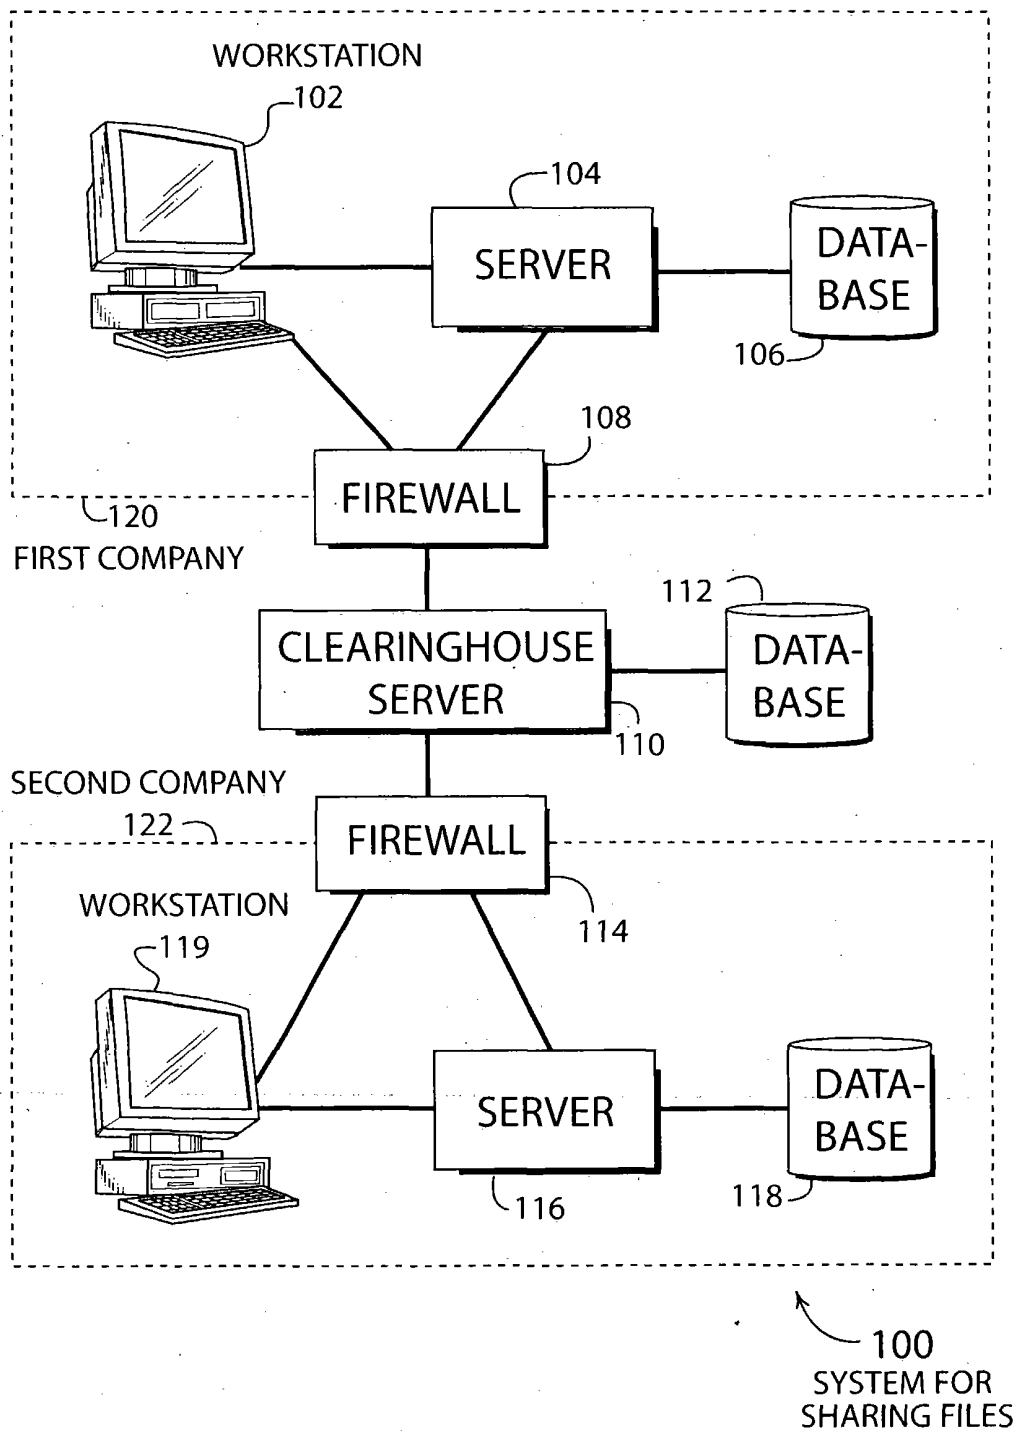 WORKSTATION
102
104
SERVER
DATA-
BASE
106
108
FIREWALL
120
FIRST COMPANY
112
CLEARINGHOUSE
SERVER
DATA-
BASE
110
SECOND COMPANY
122
FIREWALL
114
WORKSTATION
119
SERVER
DATA-
BASE
116
118
100
SYSTEM FOR
SHARING FILES